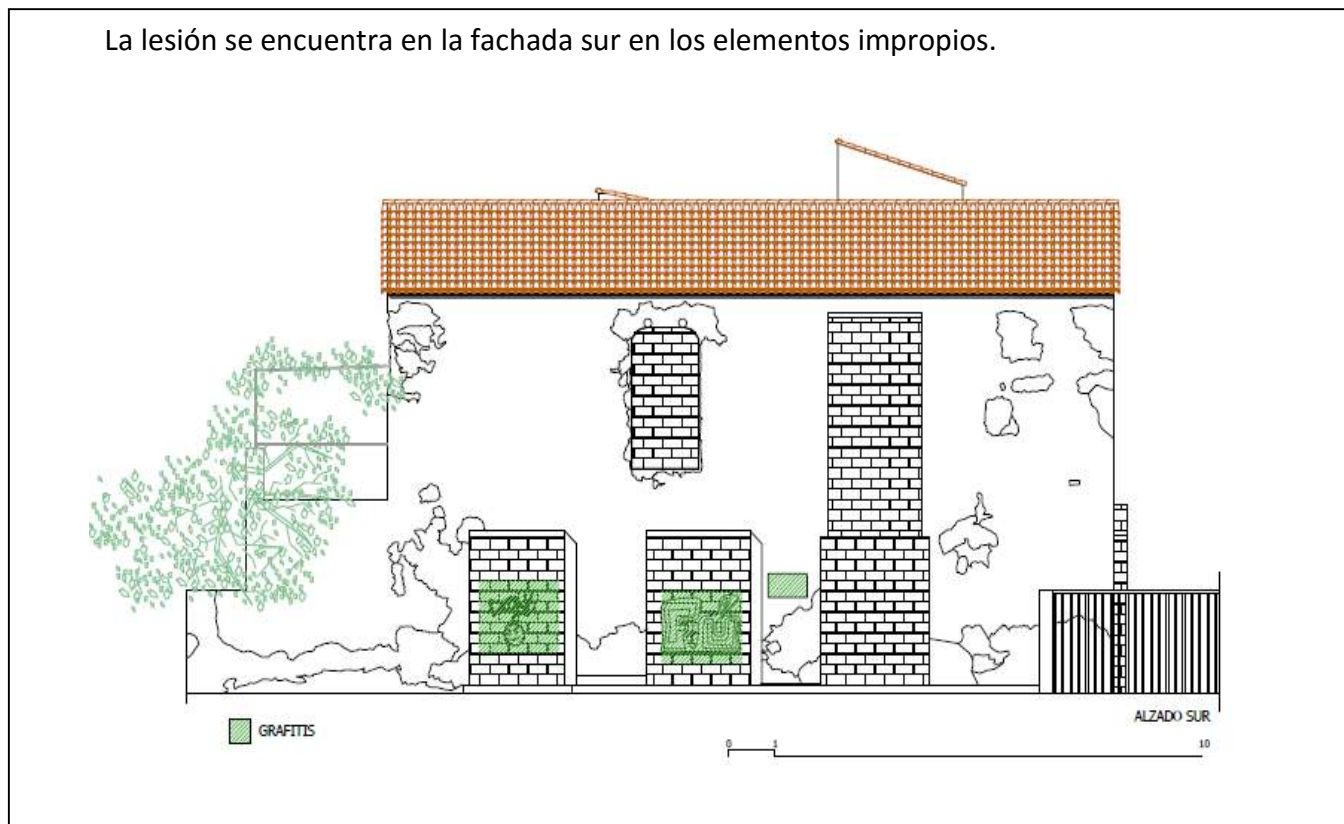 La lesión se encuentra en la fachada sur en los elementos impropios.
GRAFITIS
ALZADO SUR
0 1 10